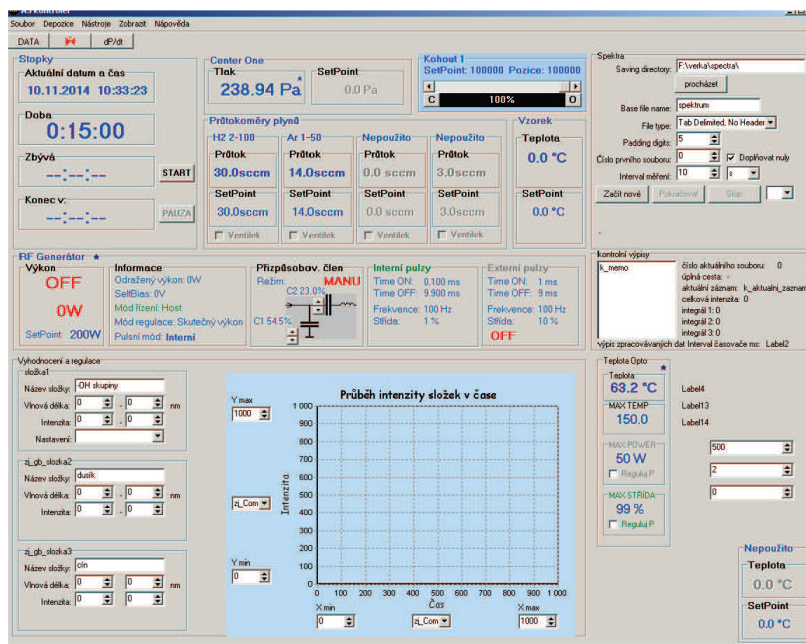 AS kontroler
Soubor Depozice Nástroje Zobrazit Nápověda
DATA dP/dt
Stopky
Aktuální datum a čas
10.11.2014 10:33:23
Doba
0:15:00
Zbývá
--:--:-- START
Konec v:
--:--:-- PAUZA
Center One
Tlak *
238.94 Pa
SetPoint
0.0 Pa
Kohout 1
SetPoint: 100000 Pozice: 100000
C 100% O
Průtokoměry plynů
H2 2-100 Ar 1-50 Nepoužito Nepoužito
Průtok Průtok Průtok Průtok
30.0sccm 14.0sccm 0.0 sccm 3.0sccm
SetPoint SetPoint SetPoint SetPoint
30.0sccm 14.0sccm 0.0 sccm 3.0sccm
Ventilek Ventilek Ventilek Ventilek
Vzorek
Teplota
0.0 °C
SetPoint
0.0 °C
Spektra
Saving directory: F:\verka\spectra\
procházet
Base file name: spektrum
File type: Tab Delimited, No Header
Padding digits: 5
Číslo prvního souboru: 0 Doplňovat nuly
Interval měření: 10 s
Začít nové Pokračovat Stop
RF Generátor *
Výkon
OFF
0W
SetPoint 200W
Informace
Odražený výkon: 0W
SelfBias: 0V
Mód řízení: Host
Mód regulace: Skutečný výkon
Pulsní mód: Interní
Přizpůsobov. člen
Režim: MANU
C2 23.0%
C1 54.5%
Interní pulzy
Time ON: 0.100 ms
Time OFF: 9.900 ms
Frekvence: 100 Hz
Střída: 1 %
Externí pulzy
Time ON: 1 ms
Time OFF: 9 ms
Frekvence: 100 Hz
Střída: 10 %
OFF
kontrolní výpisy
k_memo
číslo aktuálního souboru: 0
úplná cesta: -
aktuální záznam: k_aktualnj_zaznam
celková intenzita: 0
integrál 1: 0
integrál 2: 0
integrál 3: 0
výpis zpracovávaných dat Interval časovače ms: Label2
Vyhodnocení a regulace
složka1
Název složky: -OH skupiny
Vlnová délka: 0 - 0 nm
Intenzita: 0 - 0
Nastavení:
zj_gb_slozka2
Název složky: dusík
Vlnová délka: 0 - 0 nm
Intenzita: 0 - 0
zj_gb_slozka3
Název složky: cín
Vlnová délka: 0 0 nm
Intenzita: 0 0
Průběh intenzity složek v čase
Y max
1000
zj_Com
Y min
0
Intenzita
1 000
900
800
700
600
500
400
300
200
100
0
0 100 200 300 400 500 600 700 800 900 1 000
Čas
X min X max
0 zj_Com 1000
Teplota Opto
*
Teplota
63.2 °C Label4
MAX TEMP. Label13
150.0 Label14
MAX POWER
50 W
Reguluj P
MAX STŘÍDA
99 %
Reguluj P
500
2
0
Nepoužito
Teplota
0.0 °C
SetPoint
0.0 °C